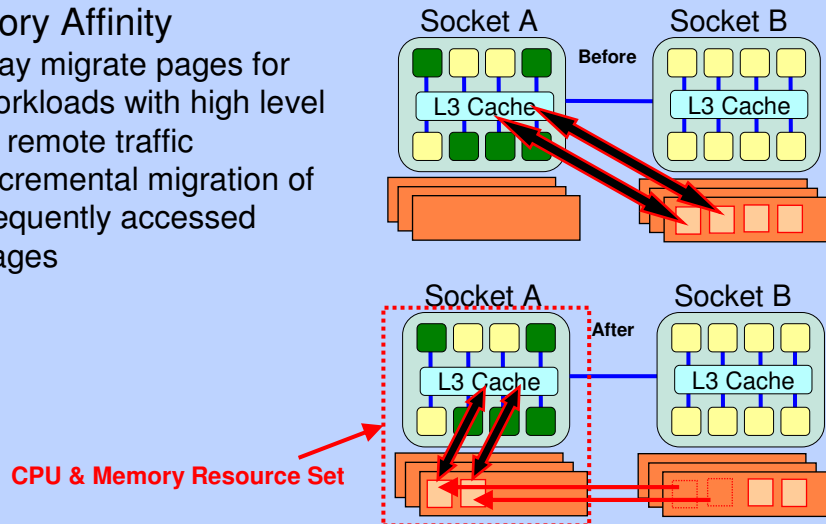 ory Affinity
ay migrate pages for
orkloads with high level
remote traffic
cremental migration of
equently accessed
ages
Socket A
Socket B
Before
L3 Cache
L3 Cache
Socket A
Socket B
After
L3 Cache
L3 Cache
CPU & Memory Resource Set